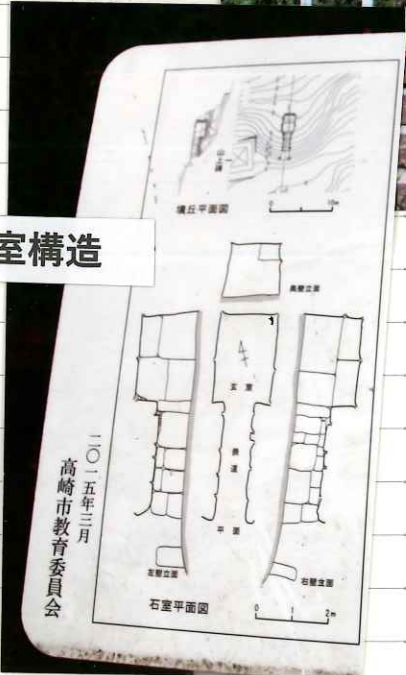 室構造
山上碑
墳丘平面図
0 10m
奥壁立面
玄室
羨道
平面
左壁立面
右壁立面
石室平面図
0 1 2m
二〇一五年三月
高崎市教育委員会